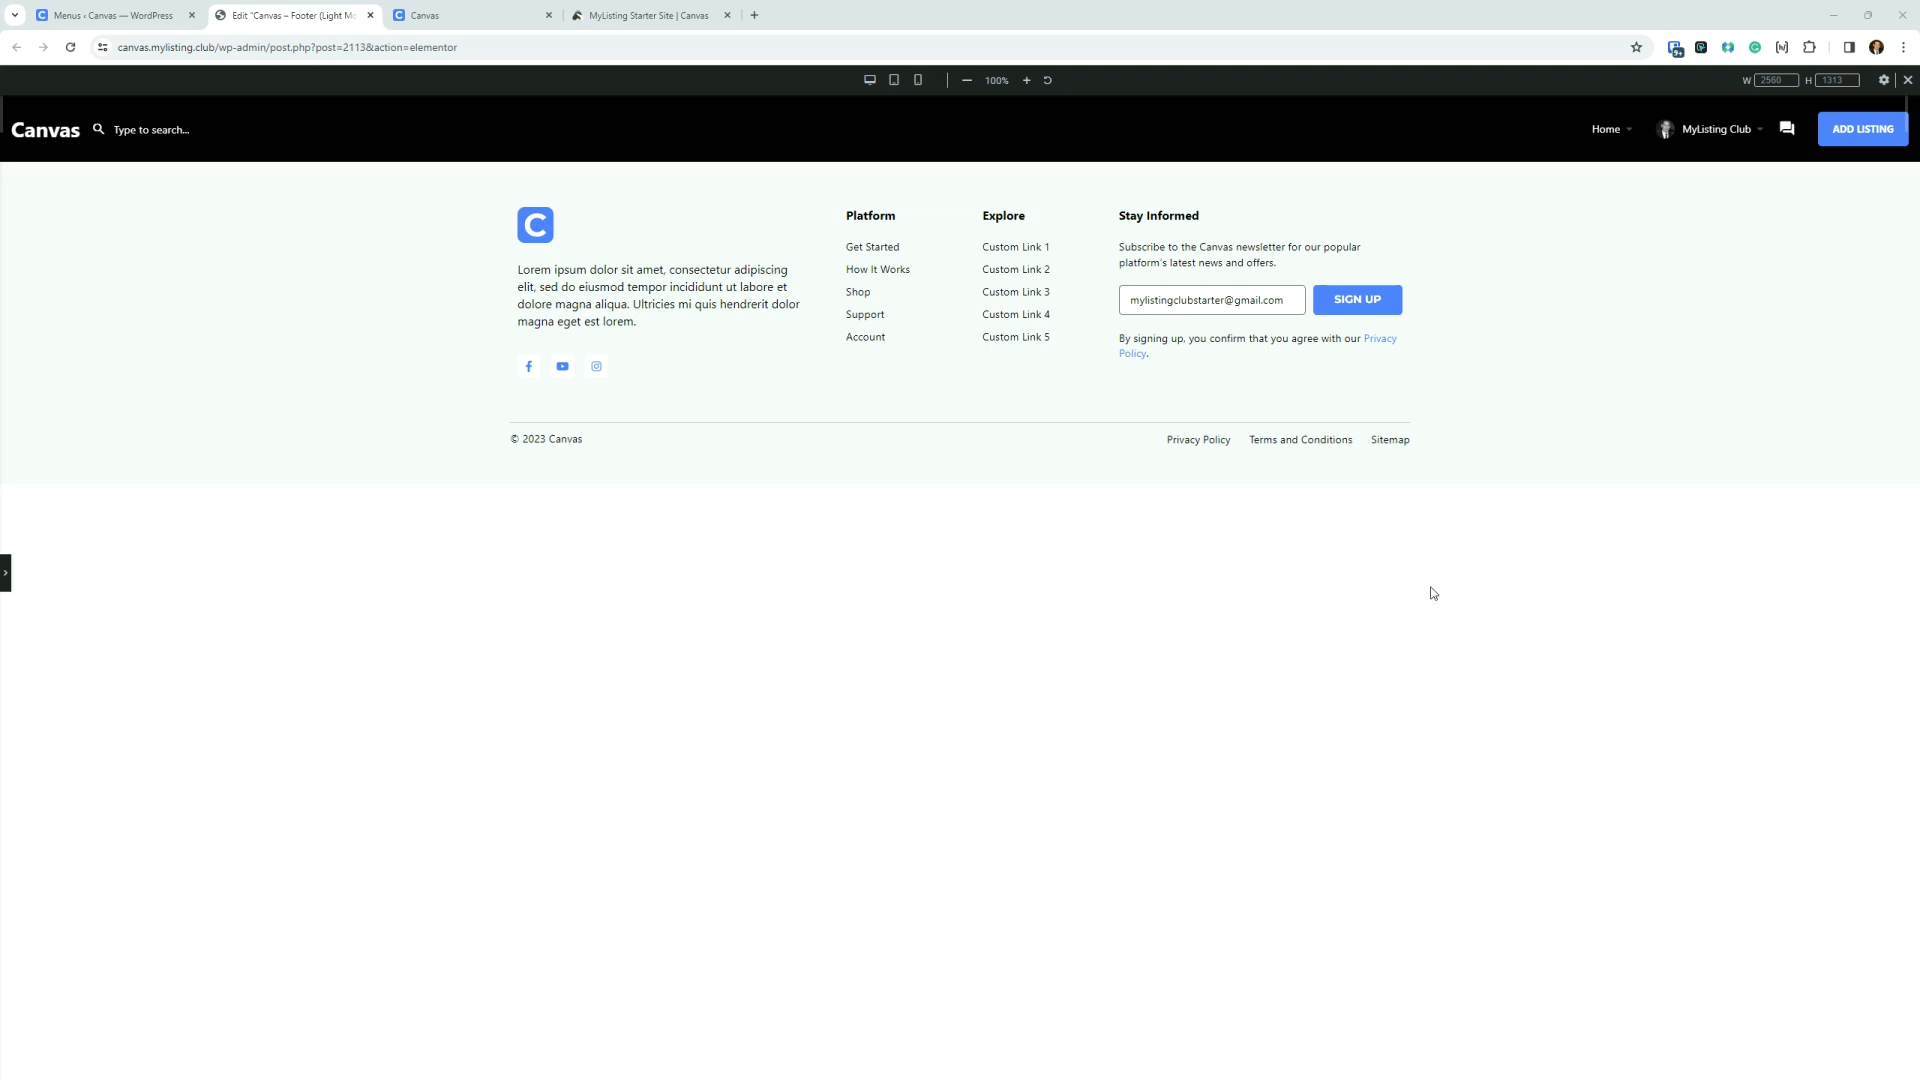 Menus ‹ Canvas — WordPress
Edit "Canvas – Footer (Light Mo
Canvas
MyListing Starter Site | Canvas
canvas.mylisting.club/wp-admin/post.php?post=2113&action=elementor
9+
100%
W 2560 H 1313
Canvas
Type to search...
Home
MyListing Club
ADD LISTING
C
Lorem ipsum dolor sit amet, consectetur adipiscing
elit, sed do eiusmod tempor incididunt ut labore et
dolore magna aliqua. Ultricies mi quis hendrerit dolor
magna eget est lorem.
Platform
Get Started
How It Works
Shop
Support
Account
Explore
Custom Link 1
Custom Link 2
Custom Link 3
Custom Link 4
Custom Link 5
Stay Informed
Subscribe to the Canvas newsletter for our popular
platform's latest news and offers.
mylistingclubstarter@gmail.com
SIGN UP
By signing up, you confirm that you agree with our Privacy
Policy.
© 2023 Canvas
Privacy Policy
Terms and Conditions
Sitemap